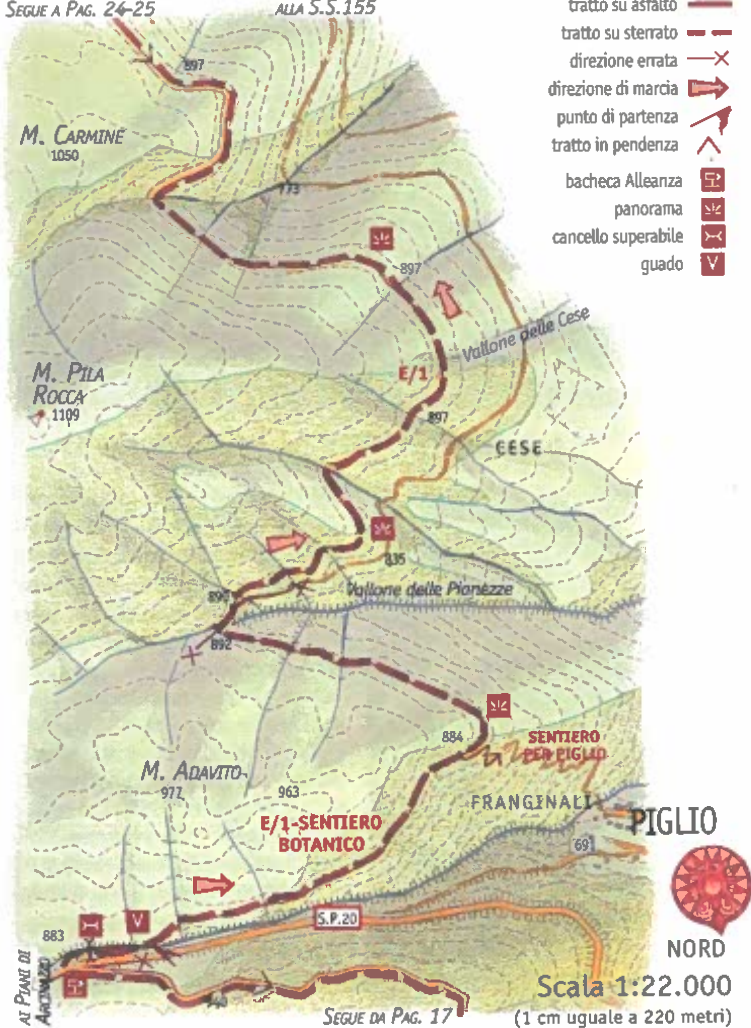 SEGUE A PAG. 24-25
ALLA S.S.155
tratto su asfalto
tratto su sterrato
direzione errata
direzione di marcia
punto di partenza
tratto in pendenza
bacheca Alleanza
panorama
cancello superabile
guado
897
M. CARMINE
1050
773
897
Vallone delle Cese
E/1
M. PILA
ROCCA
1109
897
CESE
835
Vallone delle Pionezze
892
884
SENTIERO
PER PIGLIO
M. ADAVITO
977
963
FRANGINALI
PIGLIO
E/1-SENTIERO
BOTANICO
691
S.P.20
883
NORD
AI PIANI DI
ARCINAZZO
Scala 1:22.000
SEGUE DA PAG. 17
(1 cm uguale a 220 metri)